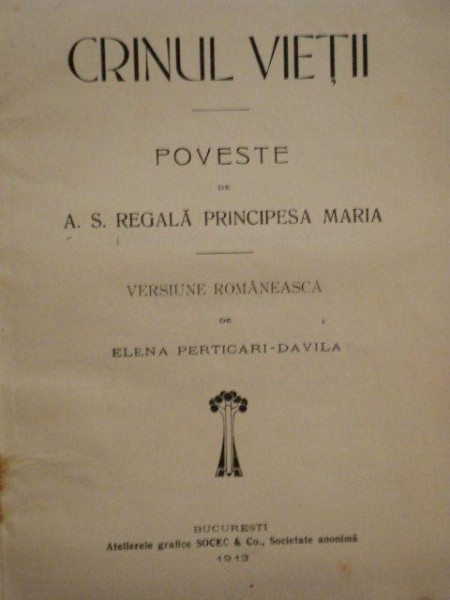 CRINUL VIEȚII
POVESTE
DE
A. S. REGALĂ PRINCIPESA MARIA
VERSIUNE ROMÂNEASCĂ
DE
ELENA PERTICARI-DAVILA
BUCUREȘTI
Atelierele grafice SOCEC & Co., Societate anonimă
1913